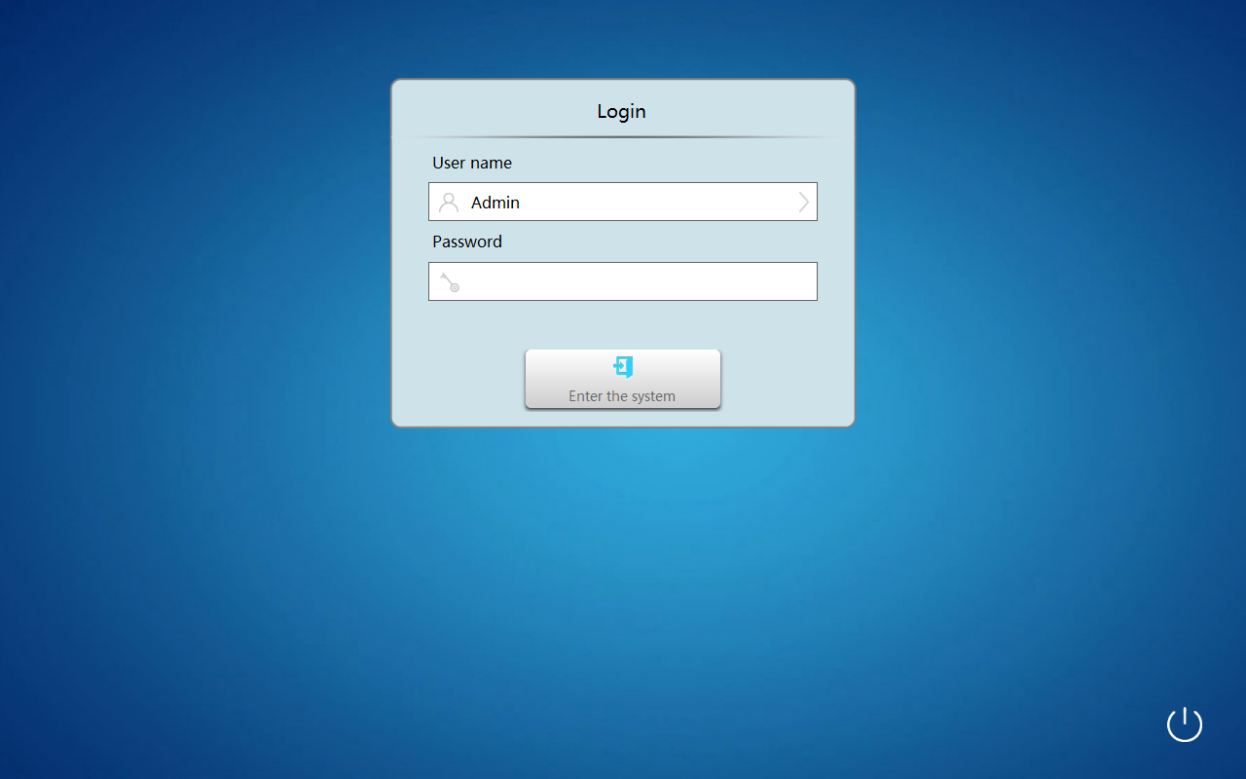 Login
User name
Admin
Password
Enter the system